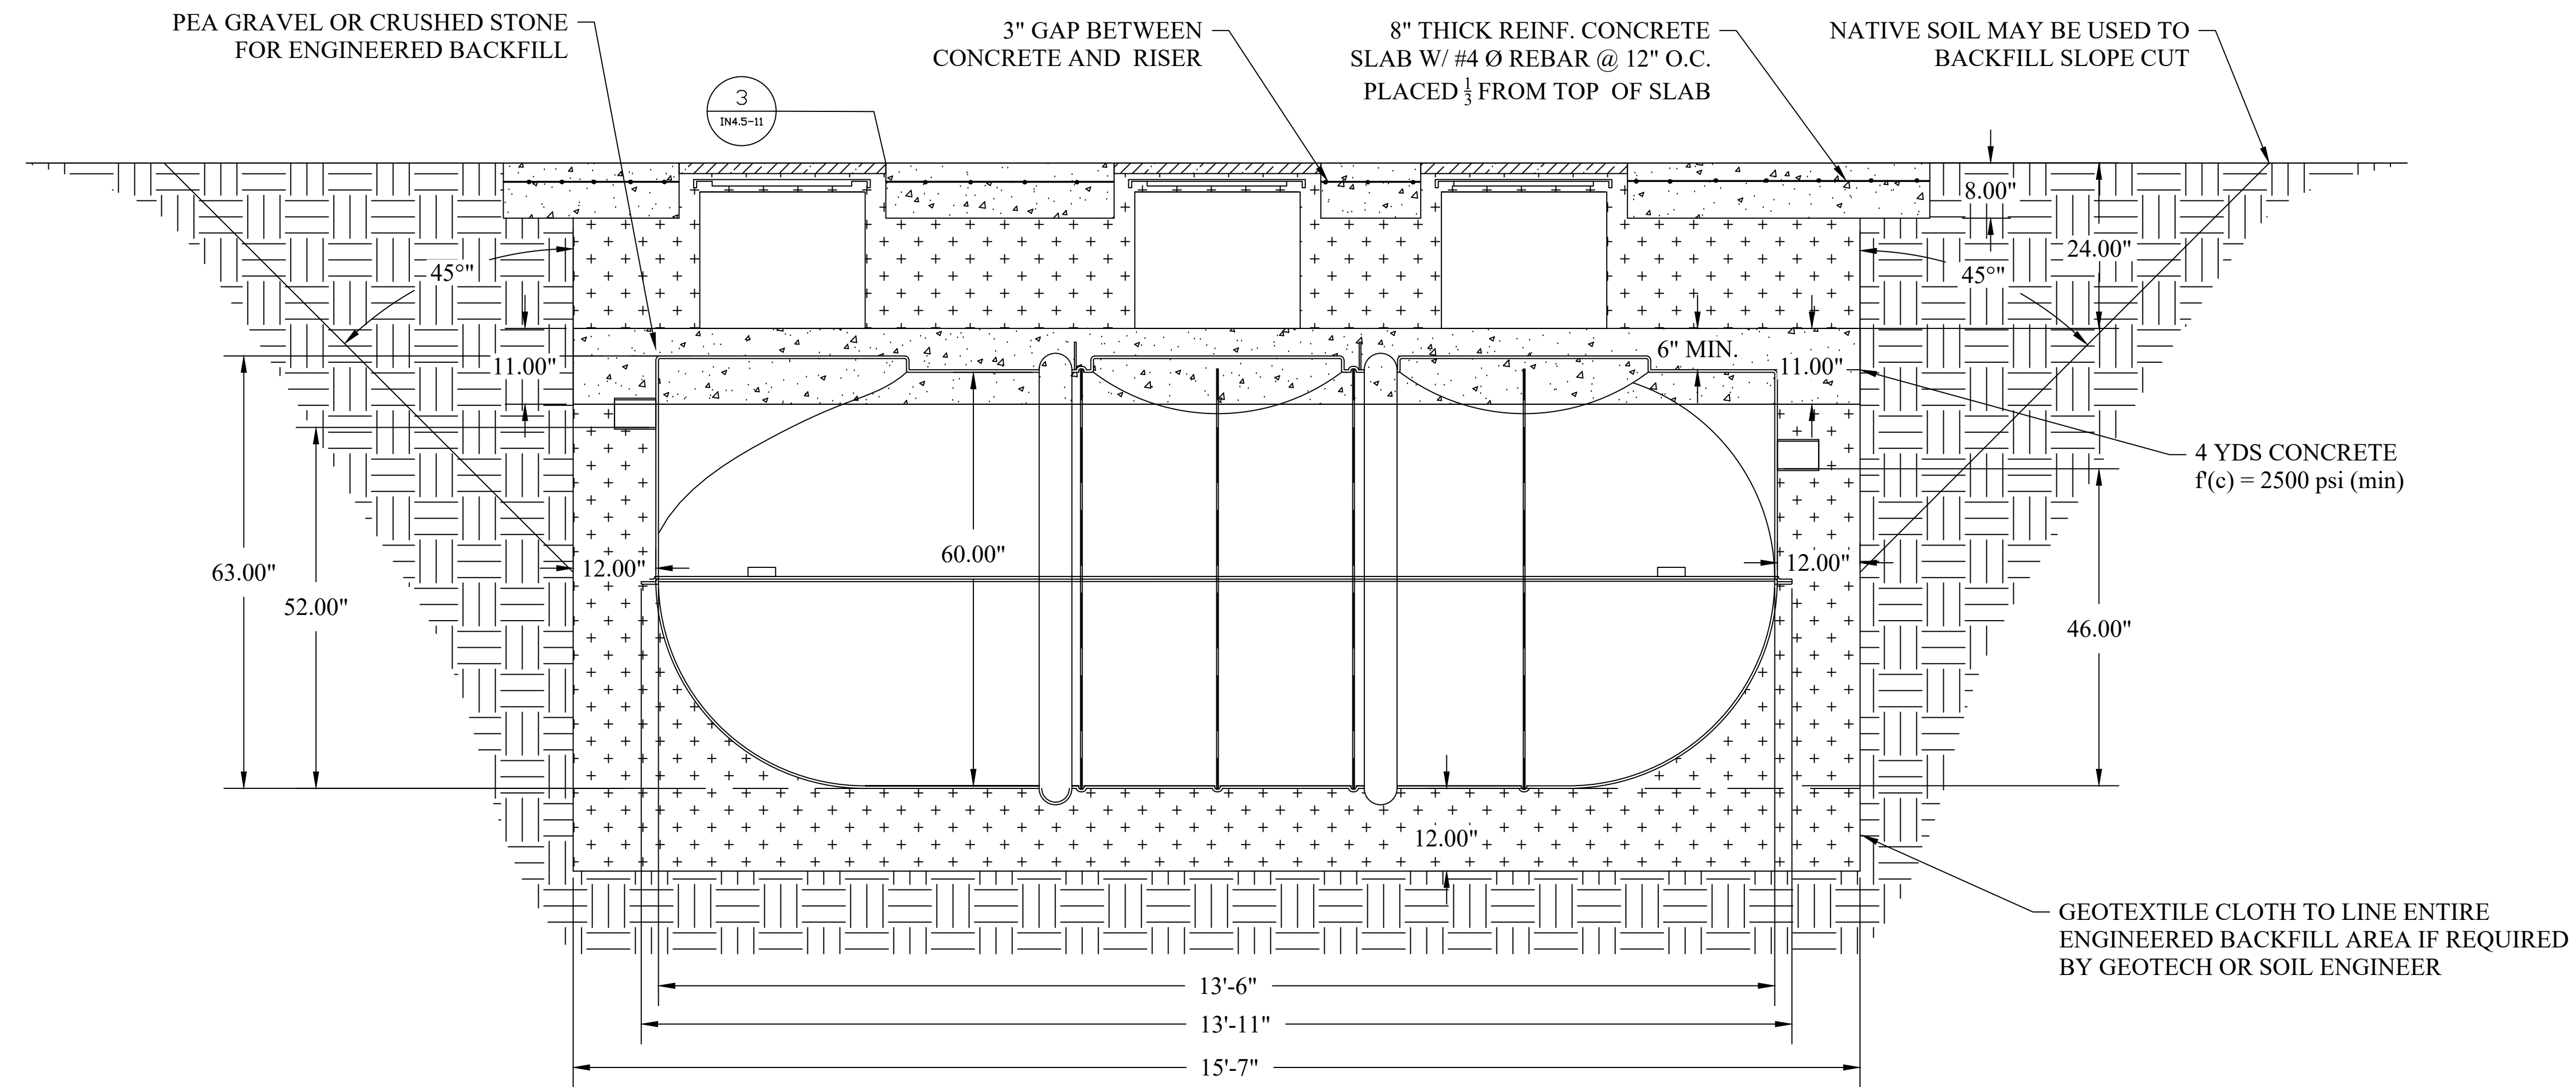 PEA GRAVEL OR CRUSHED STONE
FOR ENGINEERED BACKFILL
3" GAP BETWEEN
CONCRETE AND RISER
8" THICK REINF. CONCRETE
SLAB W/ #4 Ø REBAR @ 12" O.C.
PLACED 1/3 FROM TOP OF SLAB
NATIVE SOIL MAY BE USED TO
BACKFILL SLOPE CUT
3
IN4.5-11
8.00"
24.00"
45°"
45°"
11.00"
6" MIN.
11.00"
4 YDS CONCRETE
f'(c) = 2500 psi (min)
63.00"
52.00"
12.00"
60.00"
12.00"
46.00"
12.00"
GEOTEXTILE CLOTH TO LINE ENTIRE
ENGINEERED BACKFILL AREA IF REQUIRED
BY GEOTECH OR SOIL ENGINEER
13'-6"
13'-11"
15'-7"